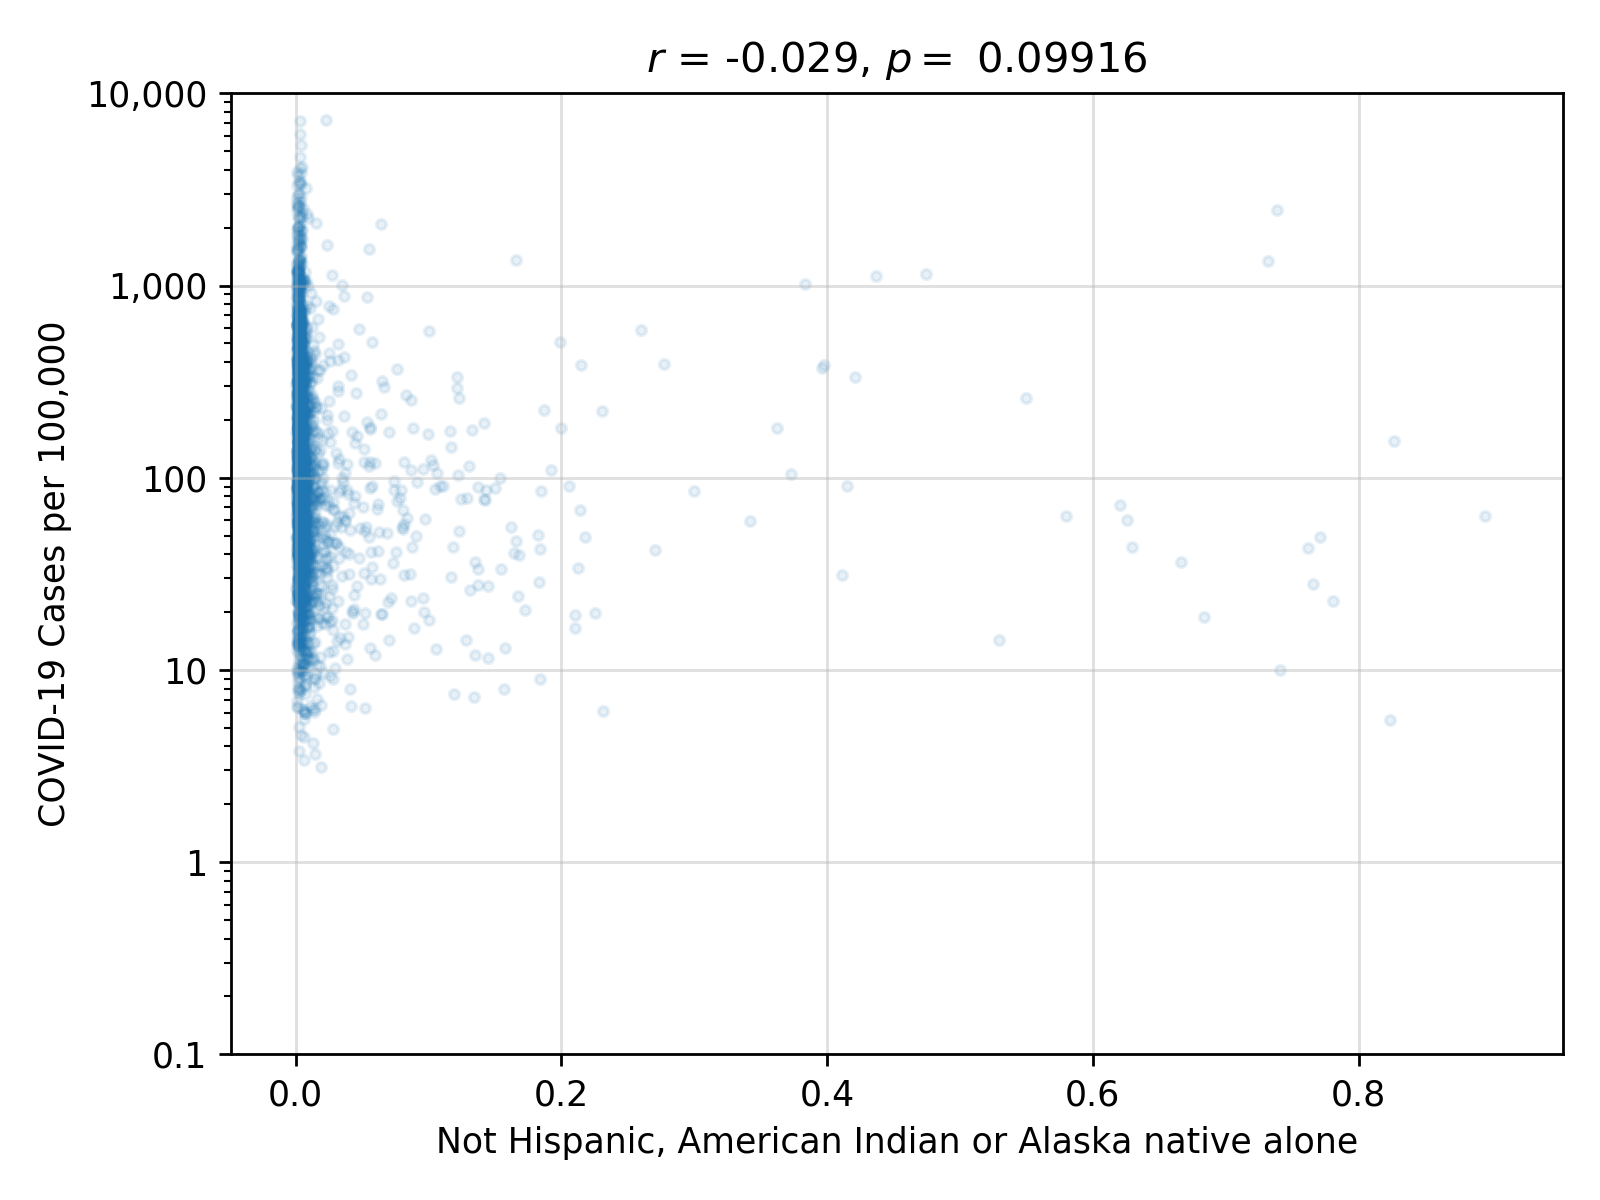 r = -0.029, p = 0.09916
10,000
1,000
100
10
1
0.1
COVID-19 Cases per 100,000
0.0 0.2 0.4 0.6 0.8
Not Hispanic, American Indian or Alaska native alone